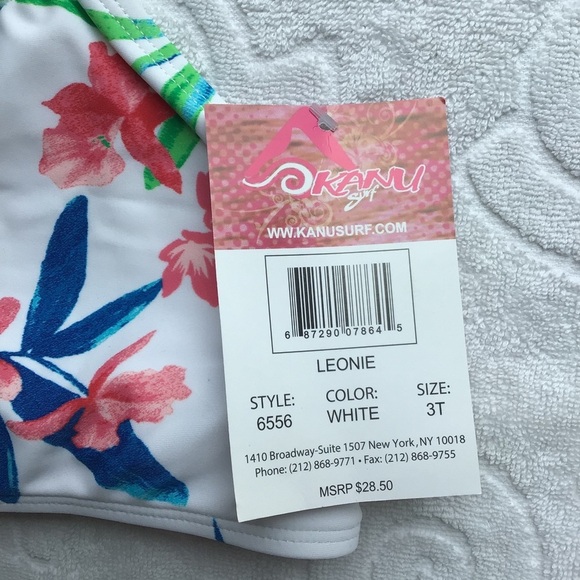 KANU
Surf
WW.KANUSURF.COM
6 87290 07864 5
LEONIE
STYLE: COLOR: SIZE:
6556 WHITE 3T
1410 Broadway-Suite 1507 New York, NY 10018
Phone: (212) 868-9771 • Fax: (212) 868-9755
MSRP $28.50